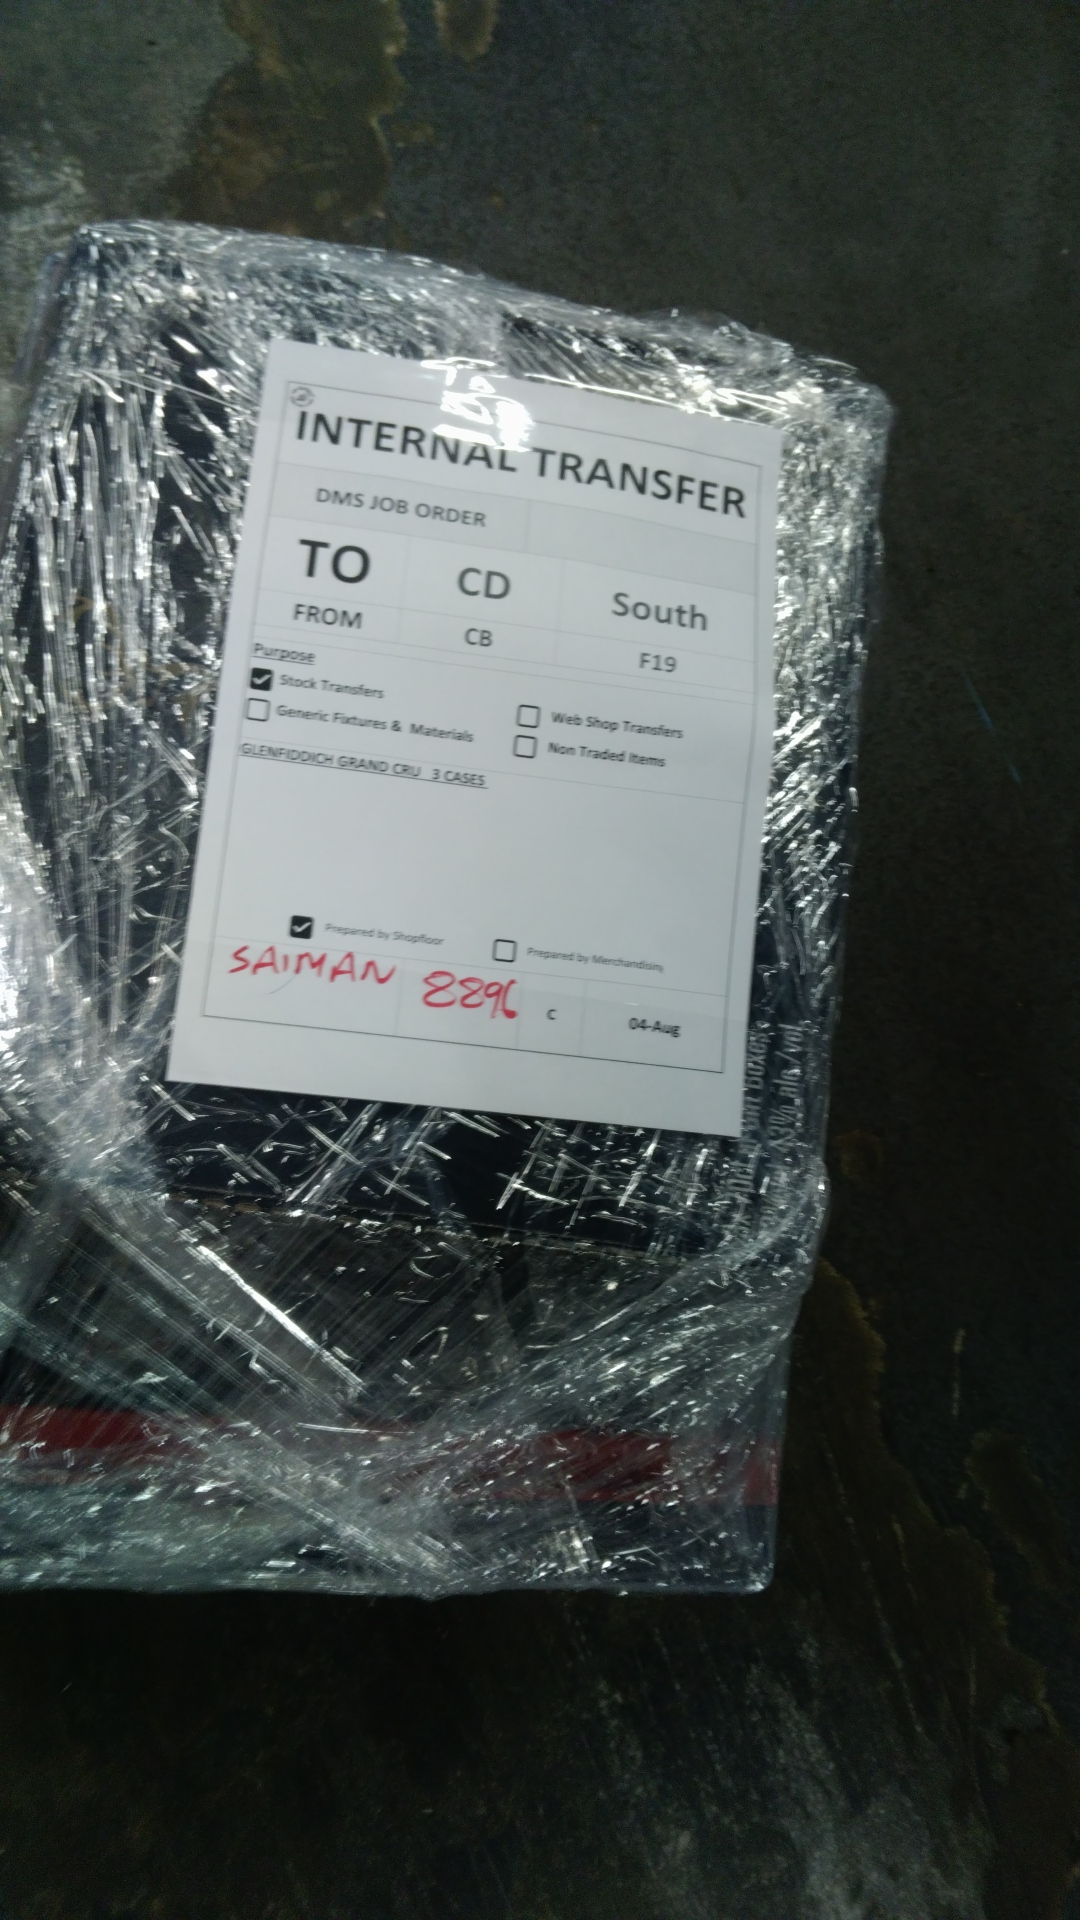 INTERNAL TRANSFER
DMS JOB ORDER
TO CD South
FROM CB F19
Purpose
Stock Transfers
Web Shop Transfers
Generic Fixtures & Materials
Non Traded Items
GLENFIDDICH GRAND CRU 3 CASES
Prepared by Shopfloor
Prepared by Merchandising
SAIMAN 8896 C 04-Aug